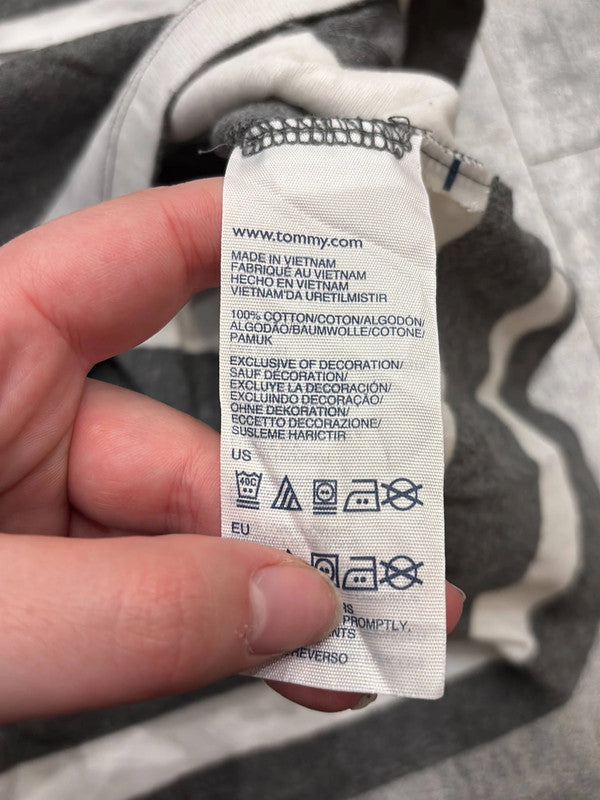 www.tommy.com
MADE IN VIETNAM
FABRIQUÉ AU VIETNAM
HECHO EN VIETNAM
VIETNAM'DA URETILMISTIR
100% COTTON/COTON/ALGODÓN/
ALGODÃO/BAUMWOLLE/COTONE/
PAMUK
EXCLUSIVE OF DECORATION/
SAUF DÉCORATION/
EXCLUYE LA DECORACIÓN/
EXCLUINDO DECORAÇÃO/
OHNE DEKORATION/
ECCETTO DECORAZIONE/
SUSLEME HARICTIR
US
40C
EU
PROMPTLY.
REVERSO